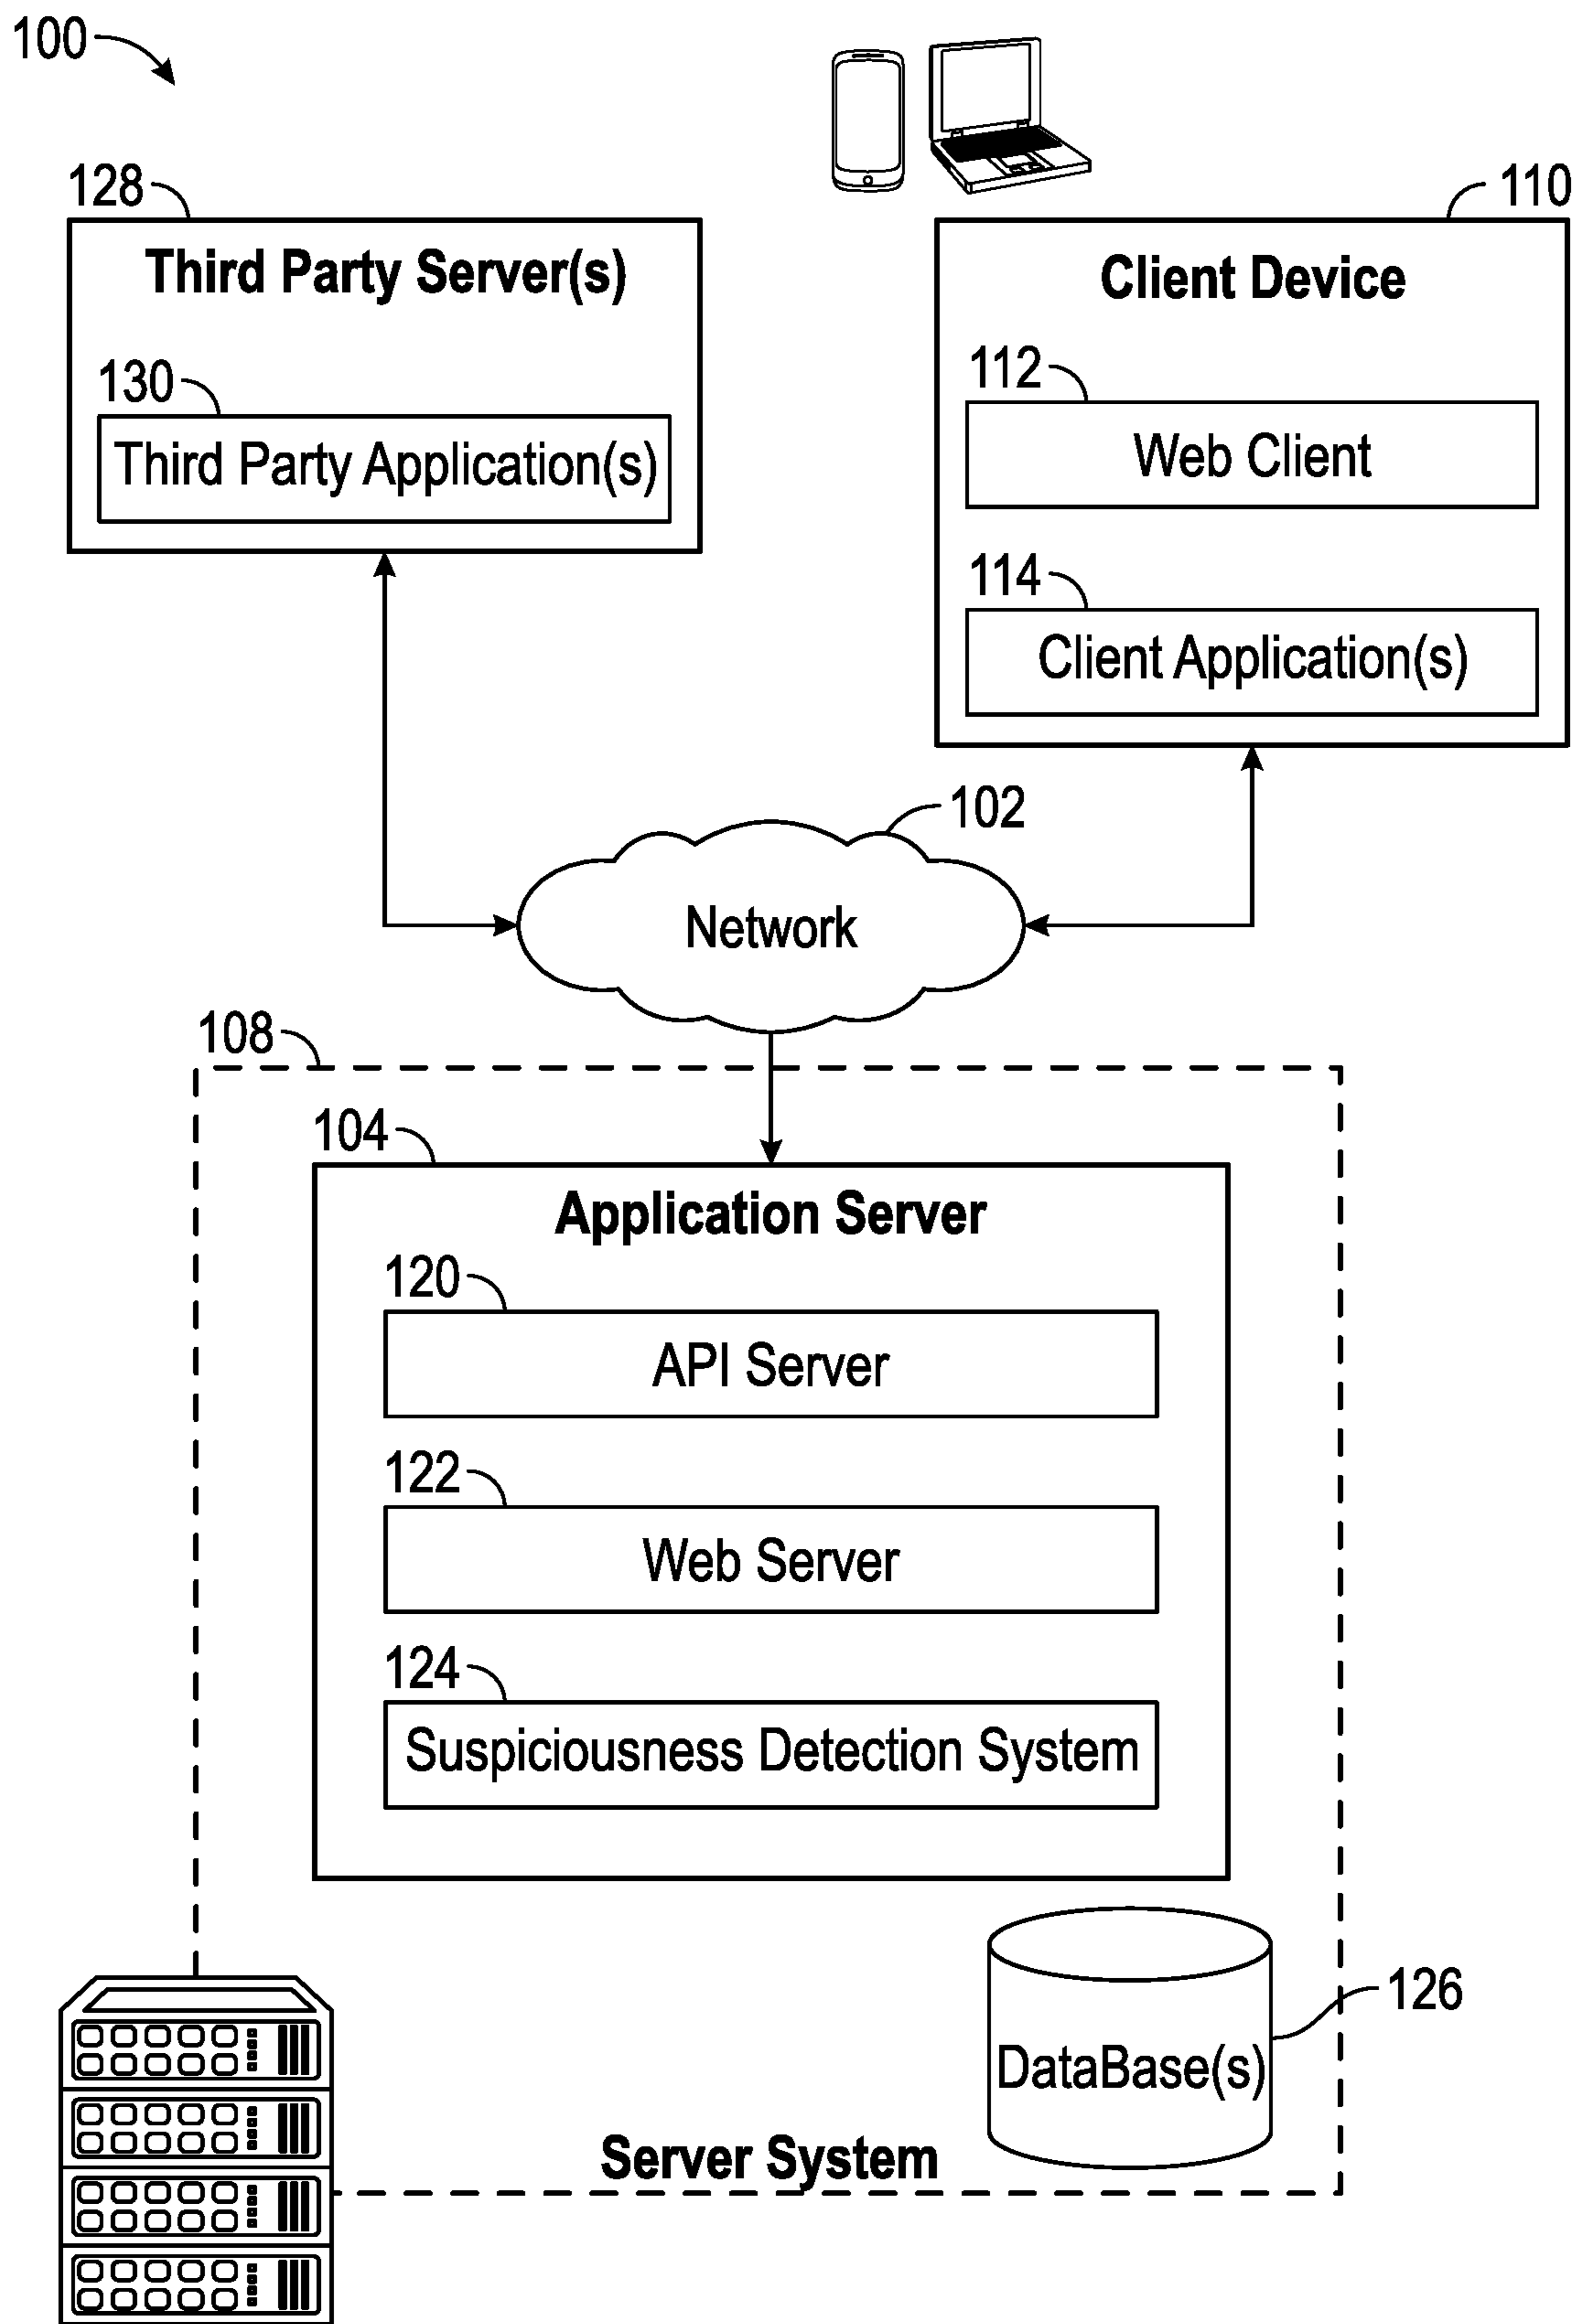 100
128
Third Party Server(s)
130
Third Party Application(s)
110
Client Device
112
Web Client
114
Client Application(s)
102
Network
108
104
Application Server
120
API Server
122
Web Server
124
Suspiciousness Detection System
126
DataBase(s)
Server System